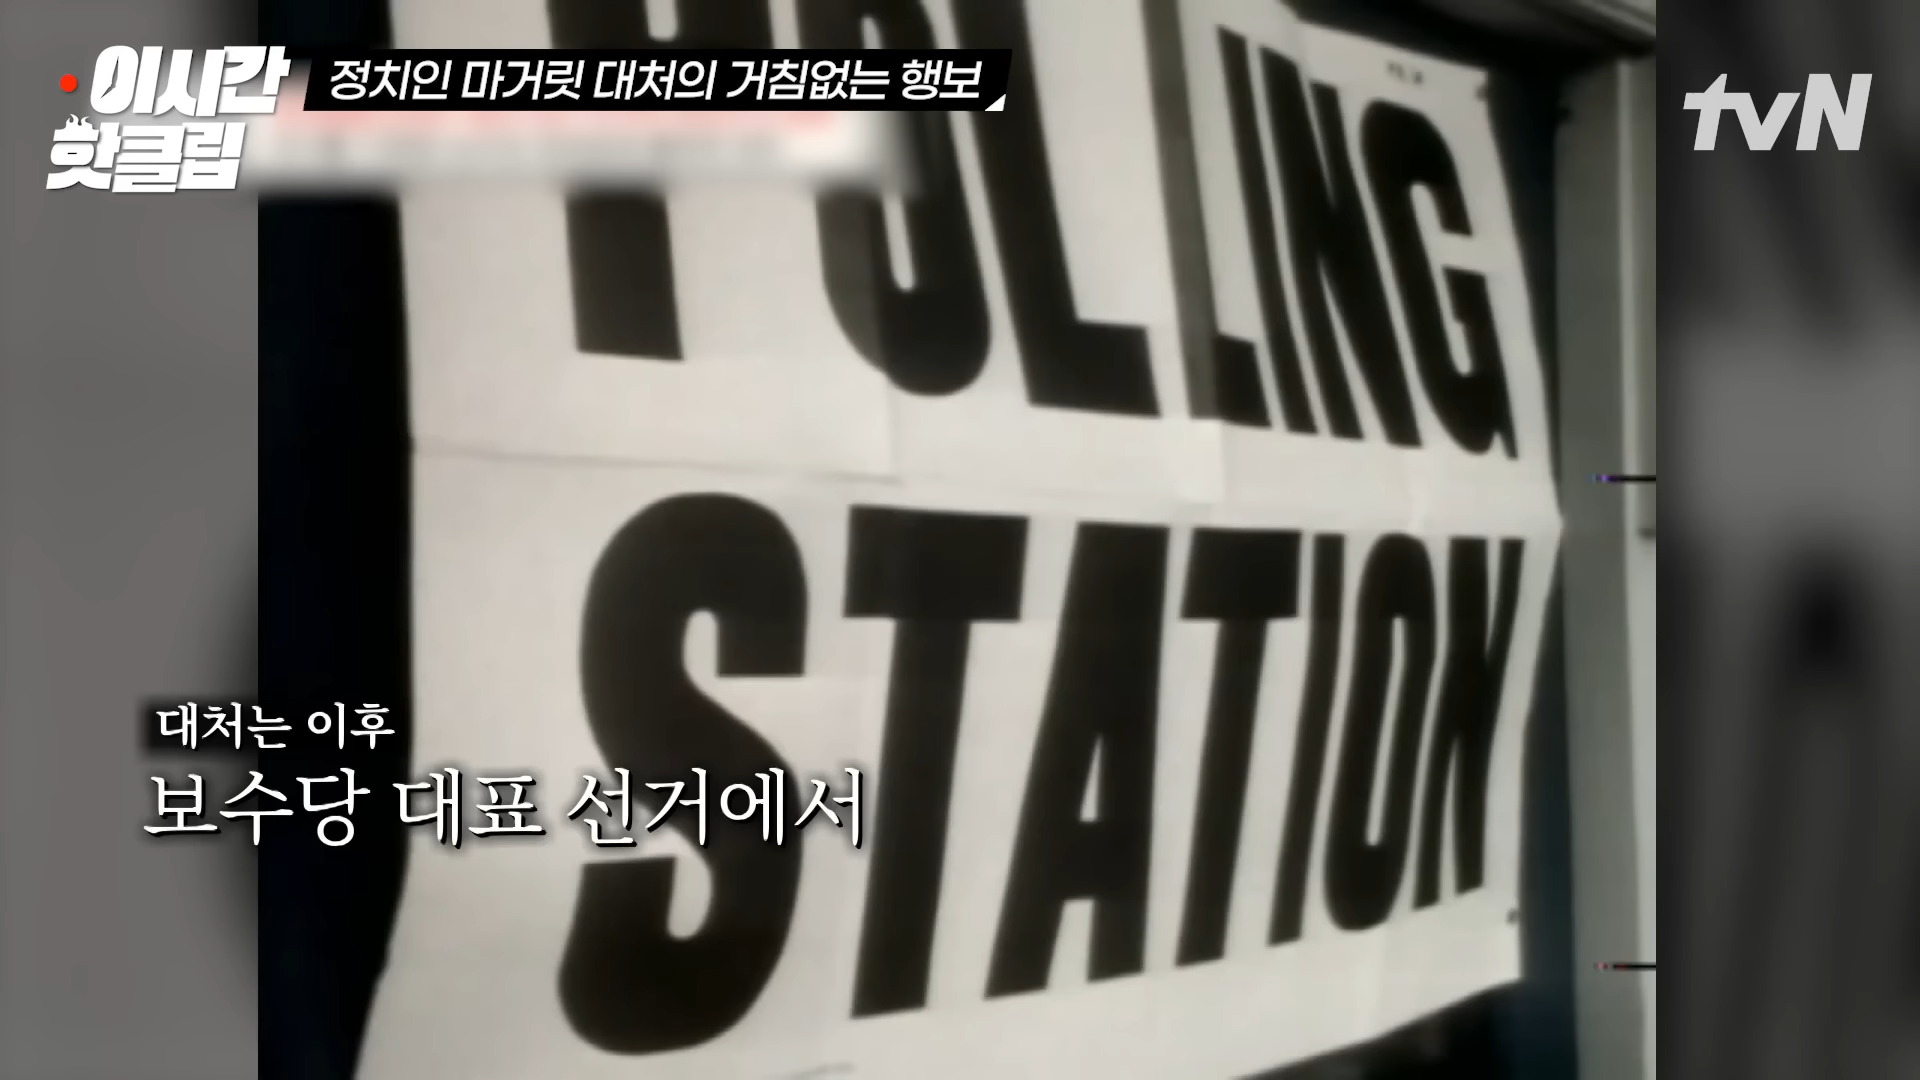 이시간
핫클립
정치인 마거릿 대처의 거침없는 행보
tvN
POLLING
STATION
대처는 이후
보수당 대표 선거에서